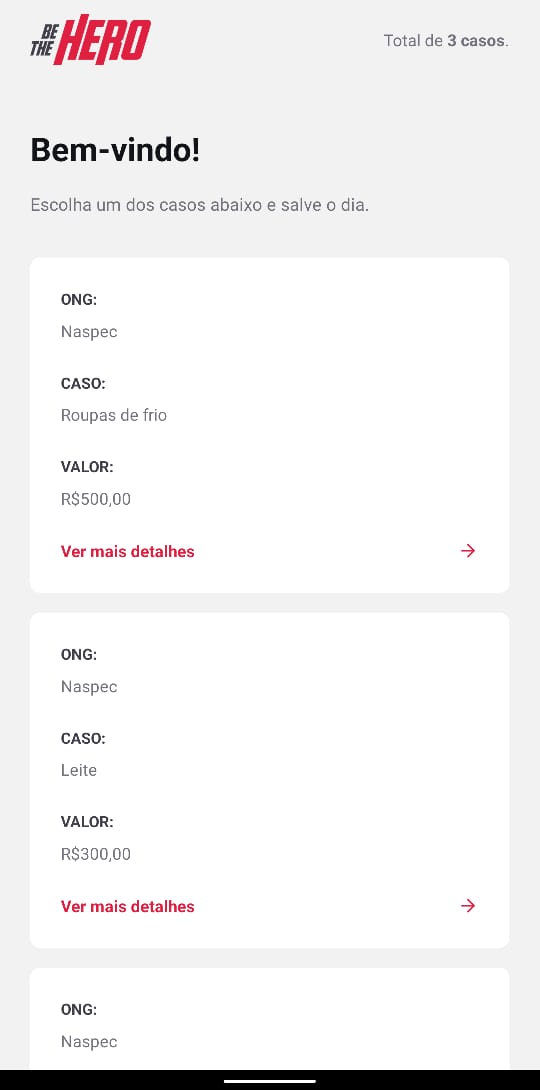 BE THE HERO
Total de 3 casos.
Bem-vindo!
Escolha um dos casos abaixo e salve o dia.
ONG:
Naspec
CASO:
Roupas de frio
VALOR:
R$500,00
Ver mais detalhes
ONG:
Naspec
CASO:
Leite
VALOR:
R$300,00
Ver mais detalhes
ONG:
Naspec